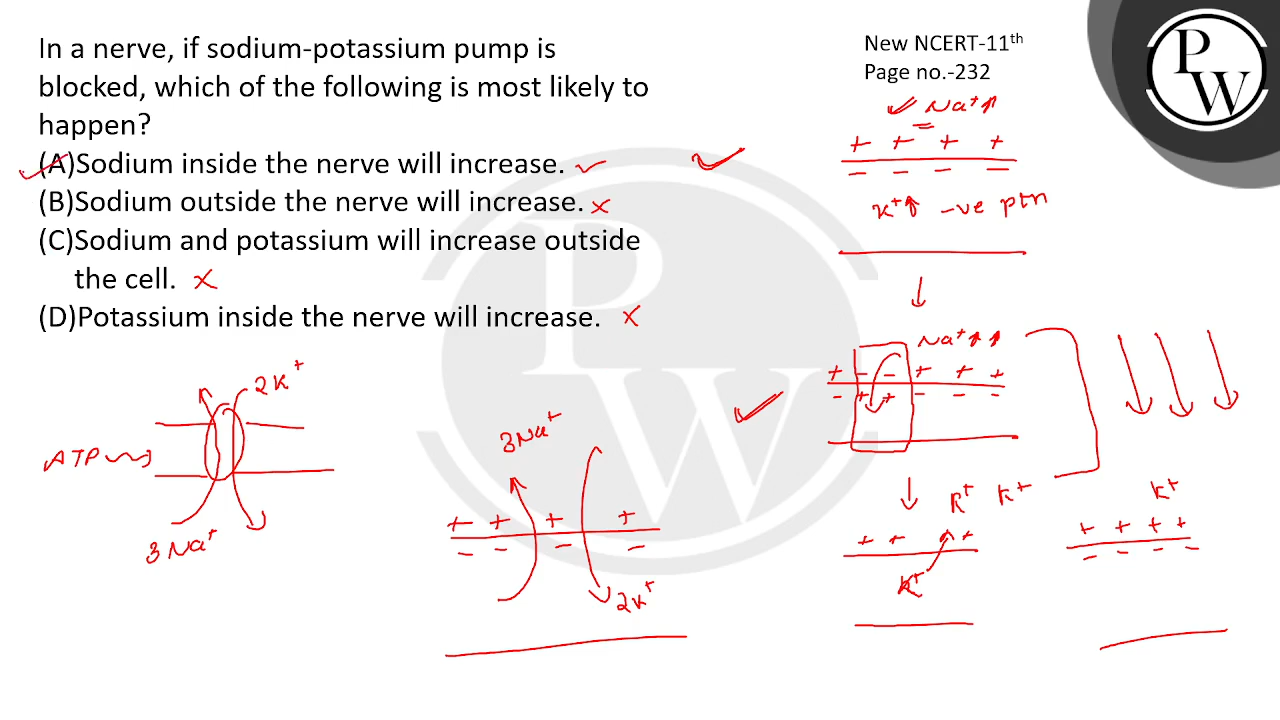 In a nerve, if sodium-potassium pump is
blocked, which of the following is most likely to
happen?
(A)Sodium inside the nerve will increase.
(B)Sodium outside the nerve will increase.
(C)Sodium and potassium will increase outside
the cell.
(D)Potassium inside the nerve will increase.
New NCERT-11th
Page no.-232
PW
Na+↑
+ + + +
– – – –
K+↑ -ve ptn
Na+↑↑
+ – – + + +
– + + – – –
K+ K+
+ + +
K+
K+
+ + + +
– – – –
2K+
ATP
3Na+
3Na+
+ + + +
– – – –
2K+
PW